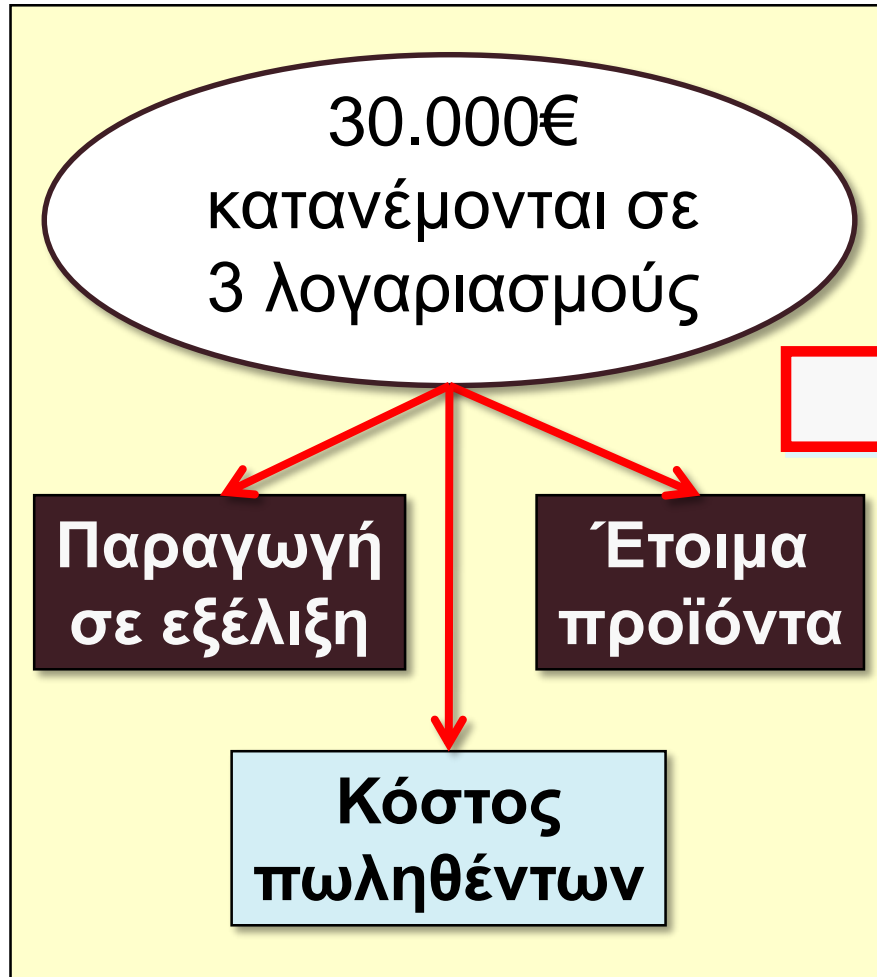 30.000€
κατανέμονται σε
3 λογαριασμούς
Παραγωγή
σε εξέλιξη
Έτοιμα
προϊόντα
Κόστος
πωληθέντων